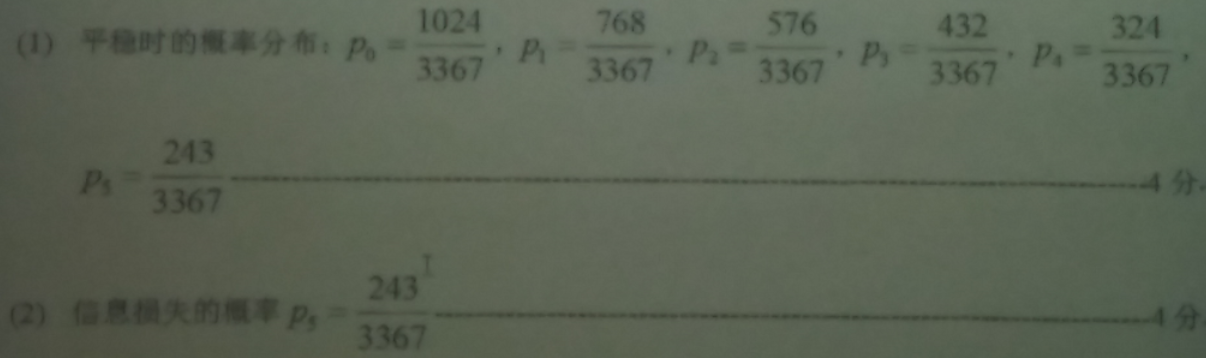 (1) 平稳时的概率分布：p₀ = 1024/3367，p₁ = 768/3367，p₂ = 576/3367，p₃ = 432/3367，p₄ = 324/3367，
p₅ = 243/3367 ------------------------------------------------4 分.
(2) 信息损失的概率 p₅ = 243/3367 ------------------------------------------------4 分